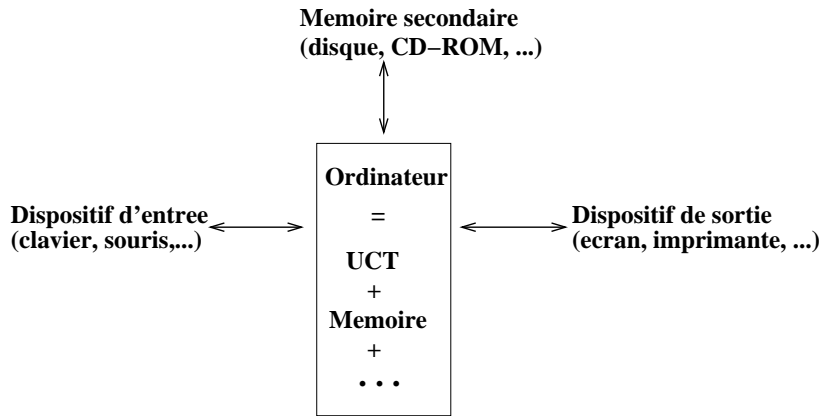 Memoire secondaire
(disque, CD−ROM, ...)
Ordinateur
=
UCT
+
Memoire
+
...
Dispositif d'entree
(clavier, souris,...)
Dispositif de sortie
(ecran, imprimante, ...)